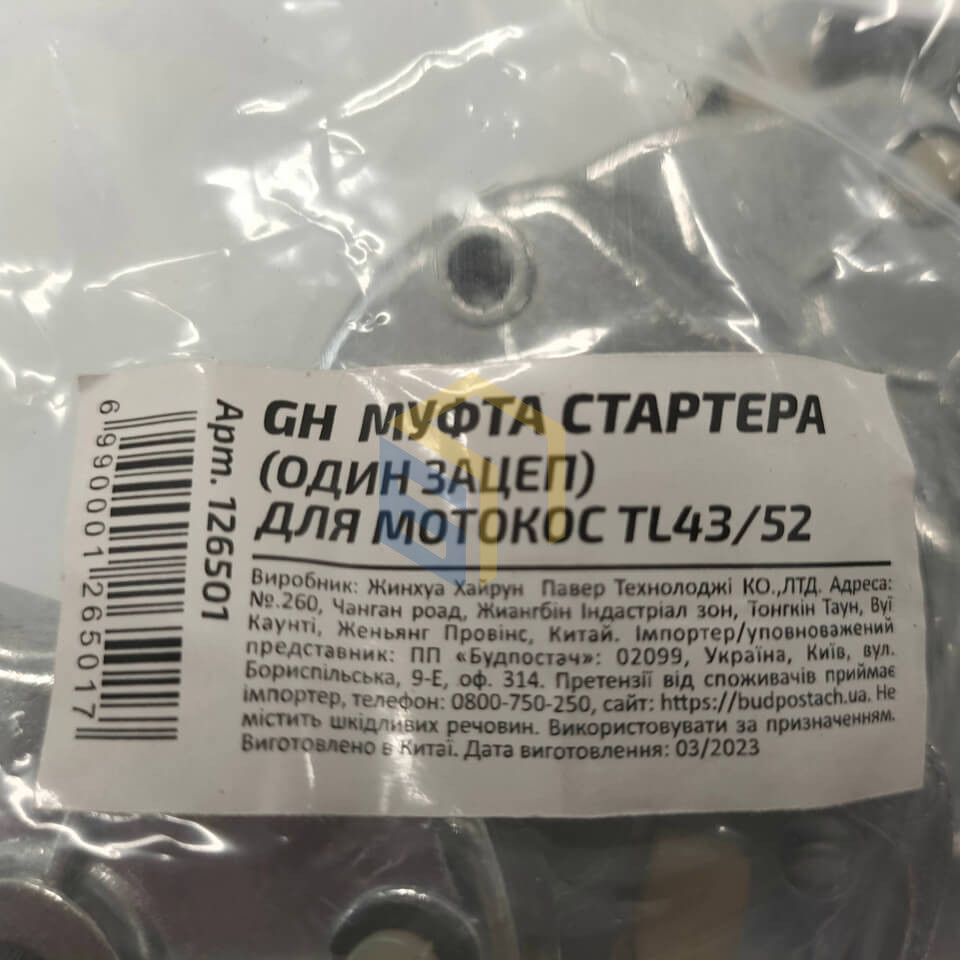 GH МУФТА СТАРТЕРА
(ОДИН ЗАЦЕП)
ДЛЯ МОТОКОС TL43/52
Виробник: Жинхуа Хайрун Павер Технолоджі КО.,ЛТД. Адреса:
№.260, Чанган роад, Жиангбін Індастріал зон, Тонгкін Таун, Вуї
Каунті, Женьянг Провінс, Китай. Імпортер/уповноважений
представник: ПП «Будпостач»: 02099, Україна, Київ, вул.
Бориспільська, 9-Е, оф. 314. Претензії від споживачів приймає
імпортер, телефон: 0800-750-250, сайт: https://budpostach.ua. Не
містить шкідливих речовин. Використовувати за призначенням.
Виготовлено в Китаї. Дата виготовлення: 03/2023
Арт. 126501
6990001265017